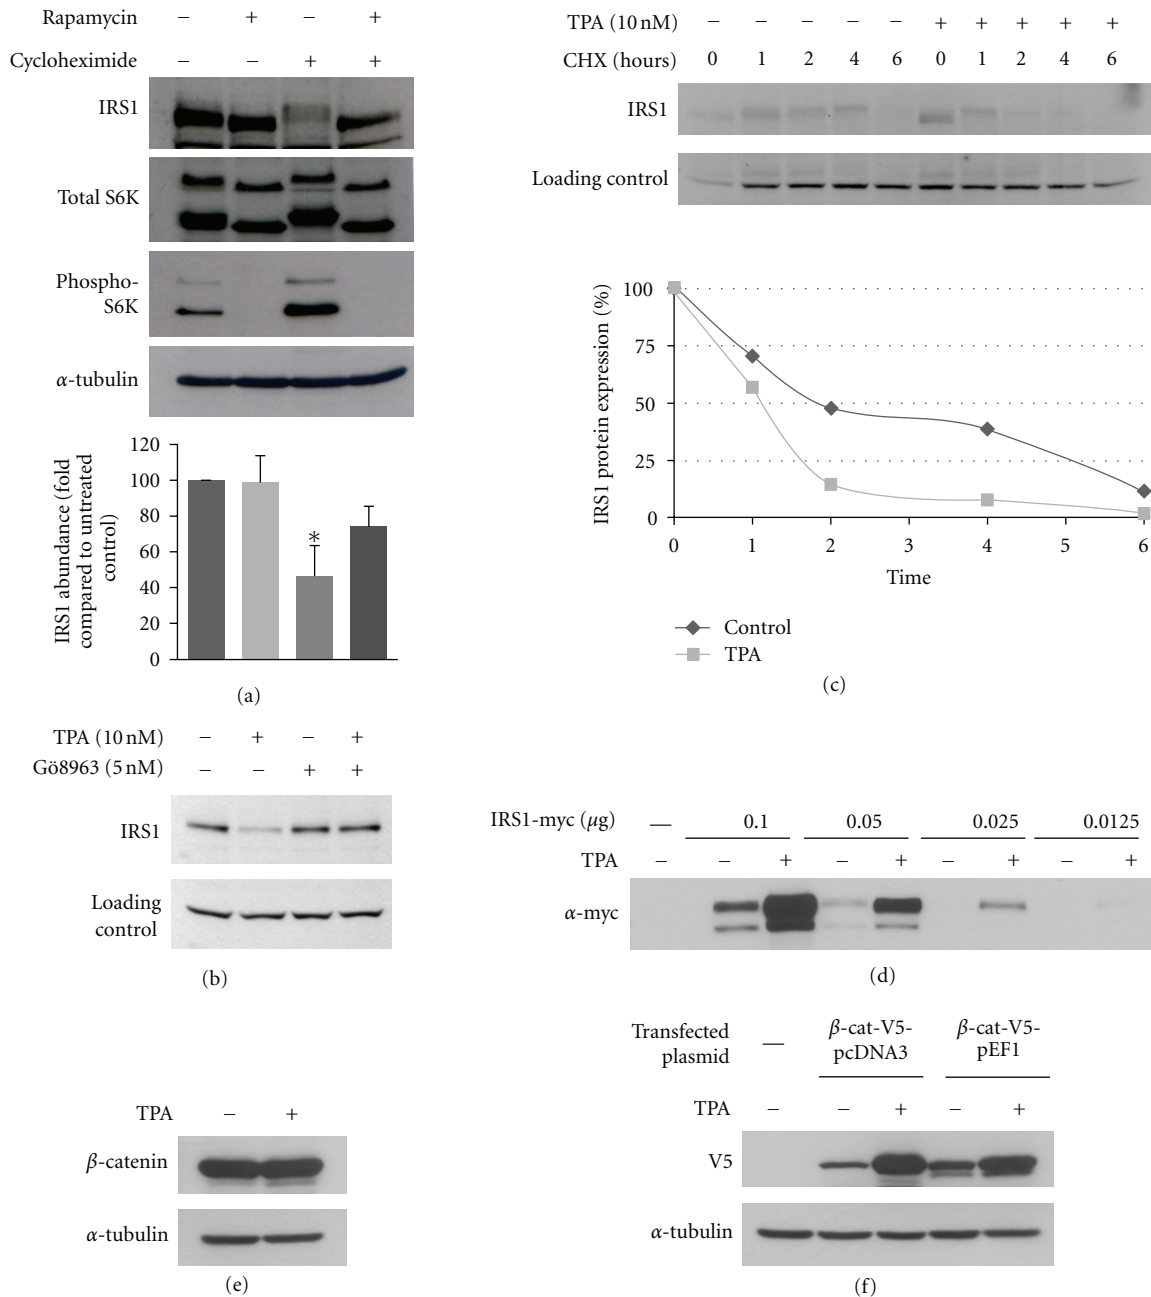 Rapamycin − + − +
Cycloheximide − − + +
IRS1
Total S6K
Phospho-
S6K
α-tubulin
120
100
80
60
40
20
0
*
IRS1 abundance (fold
compared to untreated
control)
(a)
TPA (10 nM) − + − +
Gö8963 (5 nM) − − + +
IRS1
Loading
control
(b)
TPA (10 nM) − − − − − + + + + +
CHX (hours) 0 1 2 4 6 0 1 2 4 6
IRS1
Loading control
IRS1 protein expression (%)
100
75
50
25
0
0 1 2 3 4 5 6
Time
Control
TPA
(c)
IRS1-myc (µg) — 0.1 0.05 0.025 0.0125
TPA − − + − + − + − +
α-myc
(d)
TPA − +
β-catenin
α-tubulin
(e)
Transfected
plasmid
—
β-cat-V5-
pcDNA3
β-cat-V5-
pEF1
TPA − − + − +
V5
α-tubulin
(f)